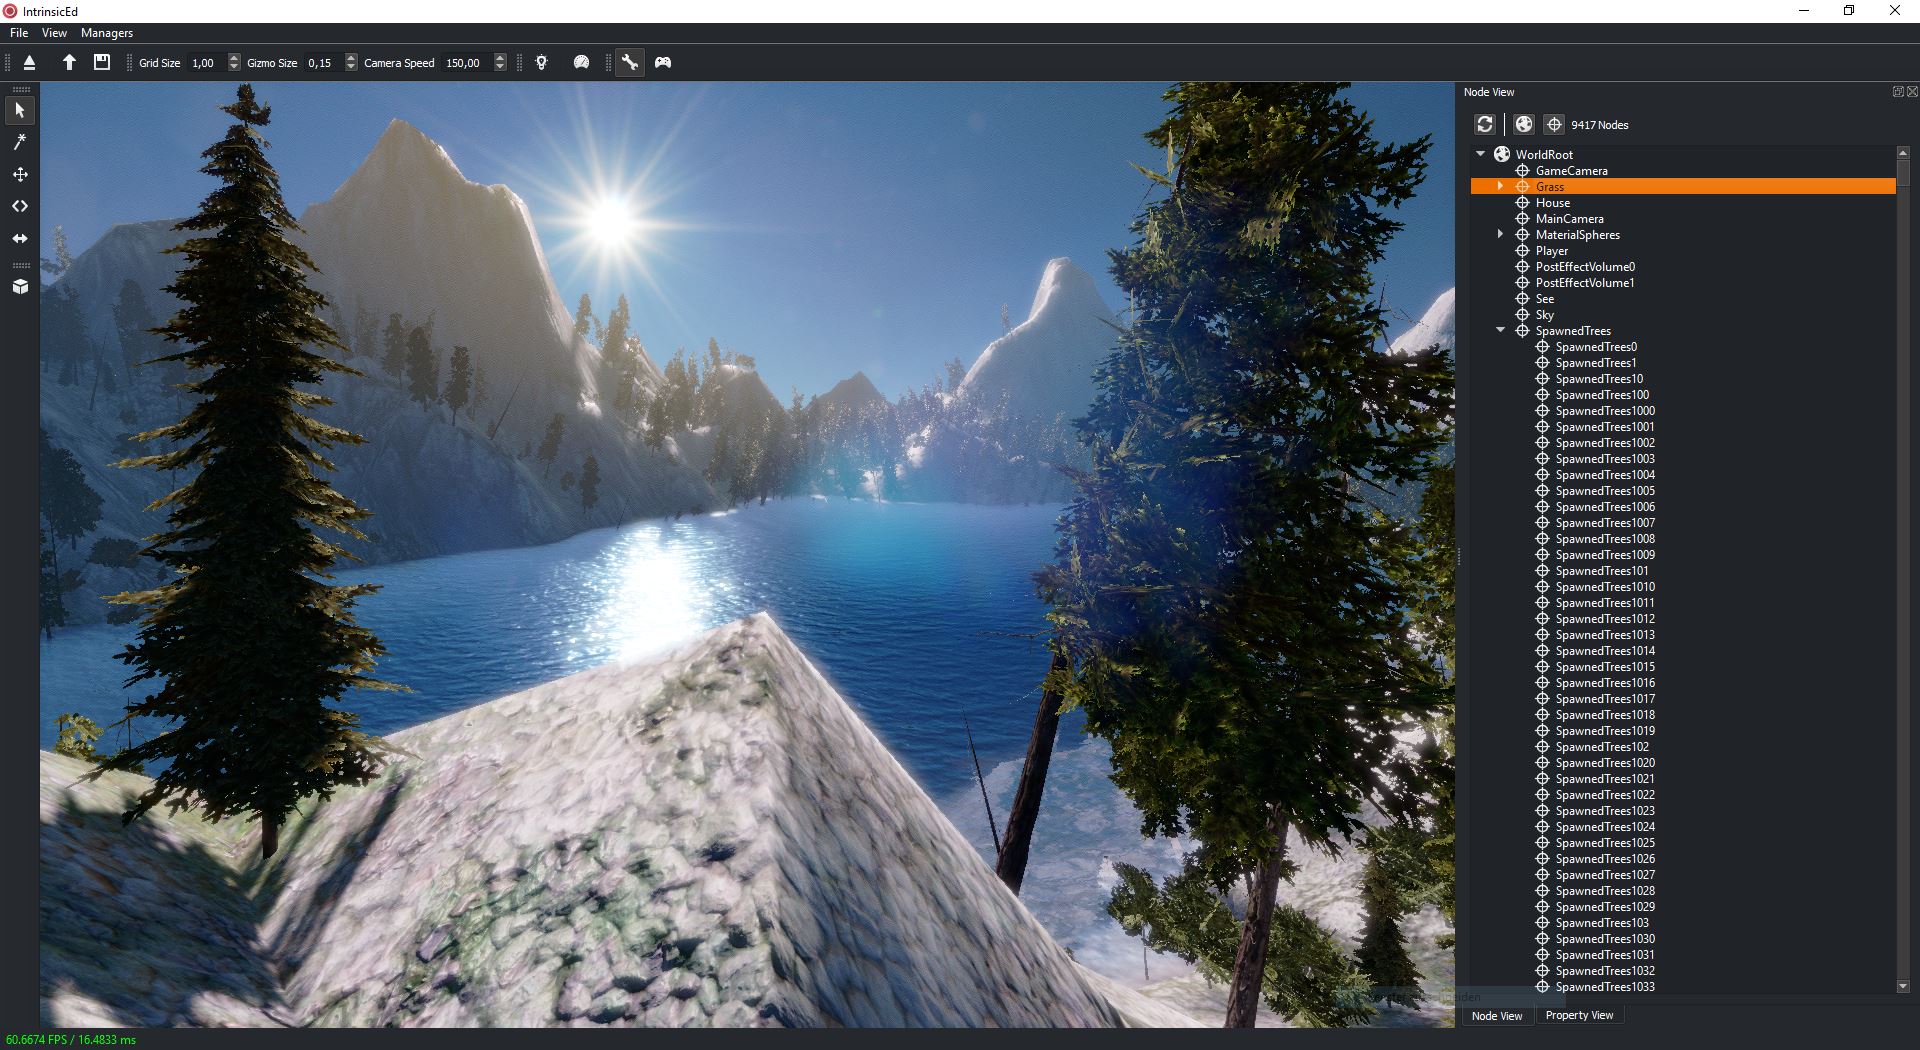 IntrinsicEd
File View Managers
Grid Size 1,00 Gizmo Size 0,15 Camera Speed 150,00
Node View
9417 Nodes
WorldRoot
GameCamera
Grass
House
MainCamera
MaterialSpheres
Player
PostEffectVolume0
PostEffectVolume1
See
Sky
SpawnedTrees
SpawnedTrees0
SpawnedTrees1
SpawnedTrees10
SpawnedTrees100
SpawnedTrees1000
SpawnedTrees1001
SpawnedTrees1002
SpawnedTrees1003
SpawnedTrees1004
SpawnedTrees1005
SpawnedTrees1006
SpawnedTrees1007
SpawnedTrees1008
SpawnedTrees1009
SpawnedTrees101
SpawnedTrees1010
SpawnedTrees1011
SpawnedTrees1012
SpawnedTrees1013
SpawnedTrees1014
SpawnedTrees1015
SpawnedTrees1016
SpawnedTrees1017
SpawnedTrees1018
SpawnedTrees1019
SpawnedTrees102
SpawnedTrees1020
SpawnedTrees1021
SpawnedTrees1022
SpawnedTrees1023
SpawnedTrees1024
SpawnedTrees1025
SpawnedTrees1026
SpawnedTrees1027
SpawnedTrees1028
SpawnedTrees1029
SpawnedTrees103
SpawnedTrees1030
SpawnedTrees1031
SpawnedTrees1032
SpawnedTrees1033
Node View Property View
60.6674 FPS / 16.4833 ms